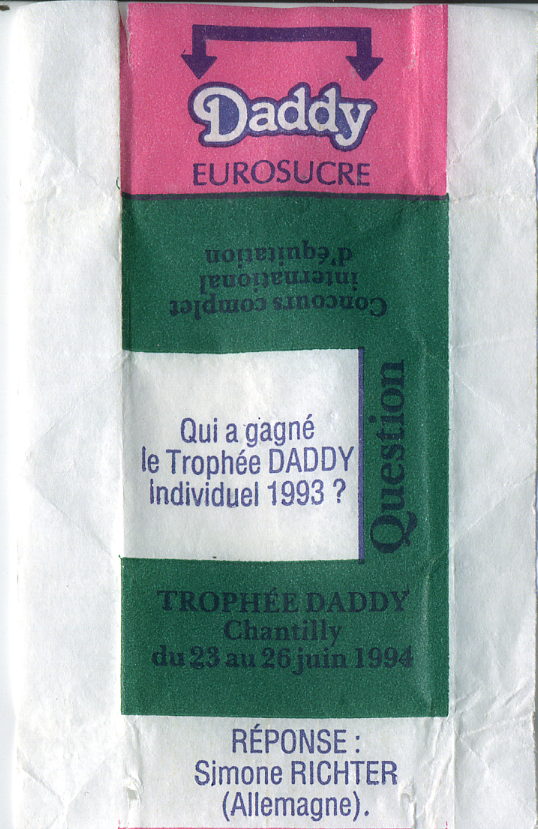 Daddy
EUROSUCRE
Concours complet
international
d'équitation
Question
Qui a gagné
le Trophée DADDY
individuel 1993 ?
TROPHÉE DADDY
Chantilly
du 23 au 26 juin 1994
RÉPONSE :
Simone RICHTER
(Allemagne).